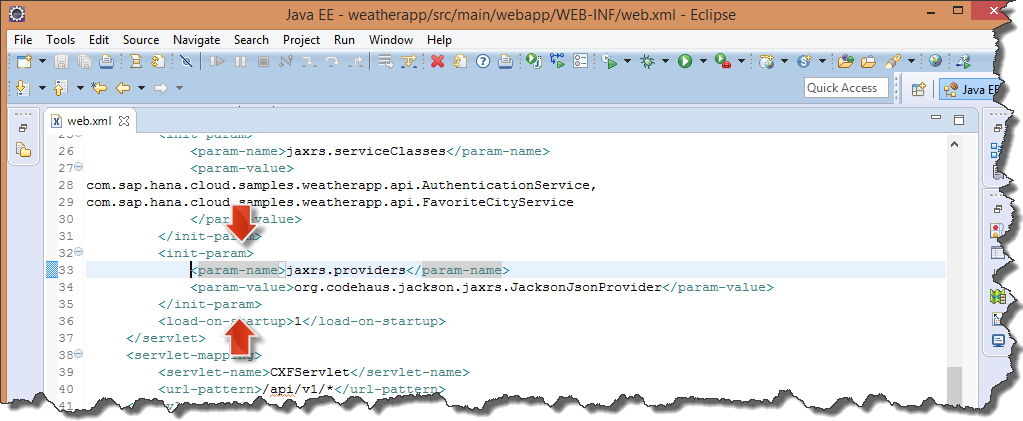 Java EE - weatherapp/src/main/webapp/WEB-INF/web.xml - Eclipse
File Tools Edit Source Navigate Search Project Run Window Help
Quick Access
Java EE
web.xml
25 <init-param>
26 <param-name>jaxrs.serviceClasses</param-name>
27 <param-value>
28 com.sap.hana.cloud.samples.weatherapp.api.AuthenticationService,
29 com.sap.hana.cloud.samples.weatherapp.api.FavoriteCityService
30 </param-value>
31 </init-param>
32 <init-param>
33 <param-name>jaxrs.providers</param-name>
34 <param-value>org.codehaus.jackson.jaxrs.JacksonJsonProvider</param-value>
35 </init-param>
36 <load-on-startup>1</load-on-startup>
37 </servlet>
38 <servlet-mapping>
39 <servlet-name>CXFServlet</servlet-name>
40 <url-pattern>/api/v1/*</url-pattern>
41